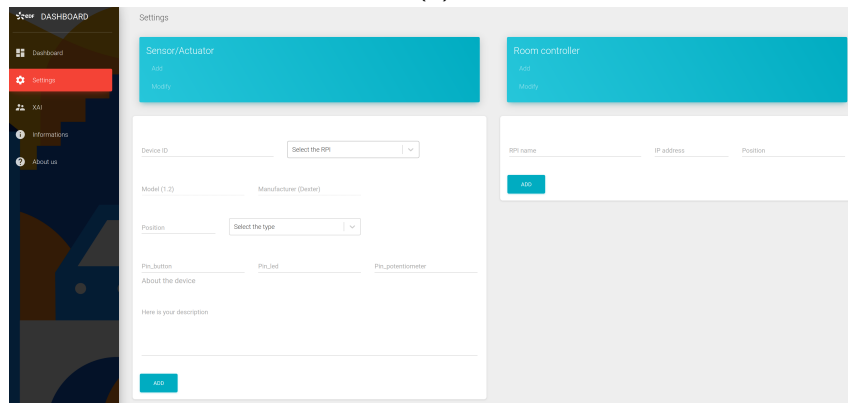 EDF DASHBOARD
Dashboard
Settings
XAI
Informations
About us
Settings
Sensor/Actuator
Add
Modify
Device ID
Select the RPI
Model (1.2)
Manufacturer (Dexter)
Position
Select the type
Pin_button
Pin_led
Pin_potentiometer
About the device
Here is your description
ADD
Room controller
Add
Modify
RPI name
IP address
Position
ADD